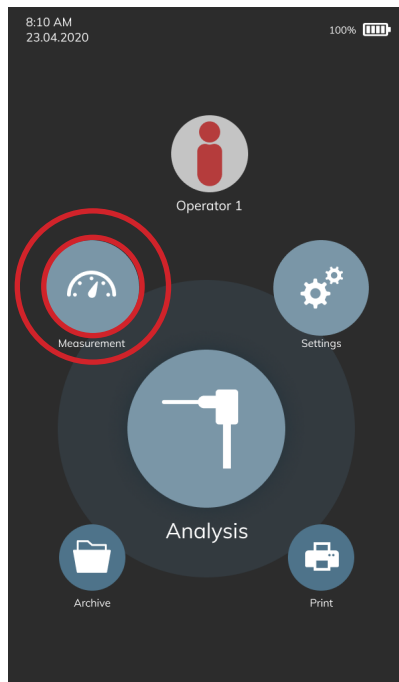 8:10 AM
23.04.2020
100%
Operator 1
Measurement
Settings
Analysis
Archive
Print